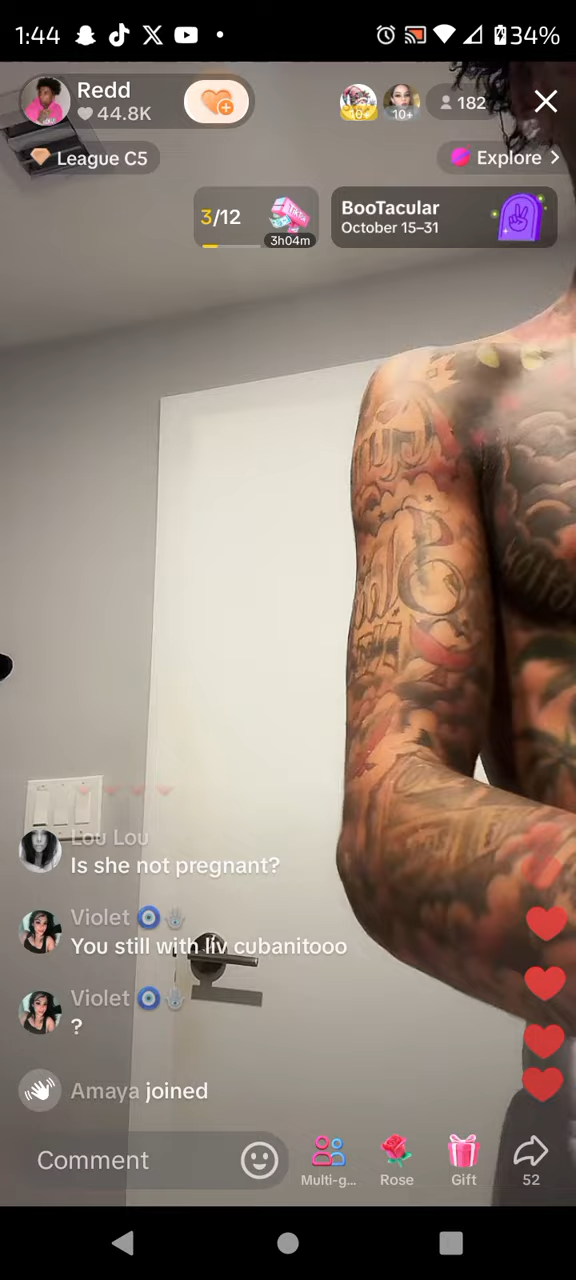 1:44
34%
Redd
44.8K
10+
10+
182
League C5
Explore
3/12
3h04m
BooTacular
October 15–31
Lou Lou
Is she not pregnant?
Violet
You still with liv cubanitooo
Violet
?
Amaya joined
Comment
Multi-g...
Rose
Gift
52